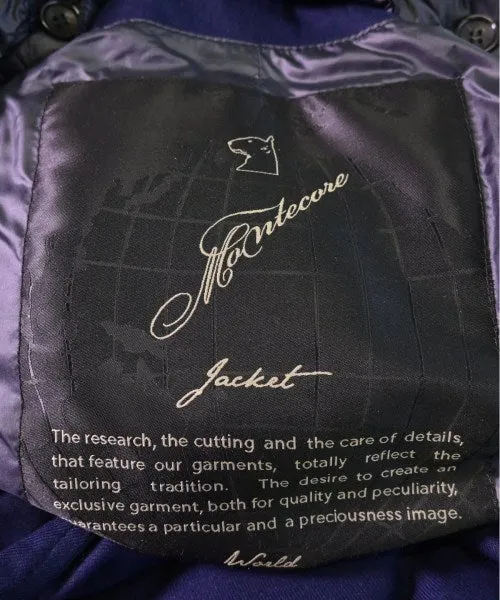 Montecore
Jacket
The research, the cutting and the care of details,
that feature our garments, totally reflect the
tailoring tradition. The desire to create an
exclusive garment, both for quality and peculiarity,
guarantees a particular and a preciousness image.
World